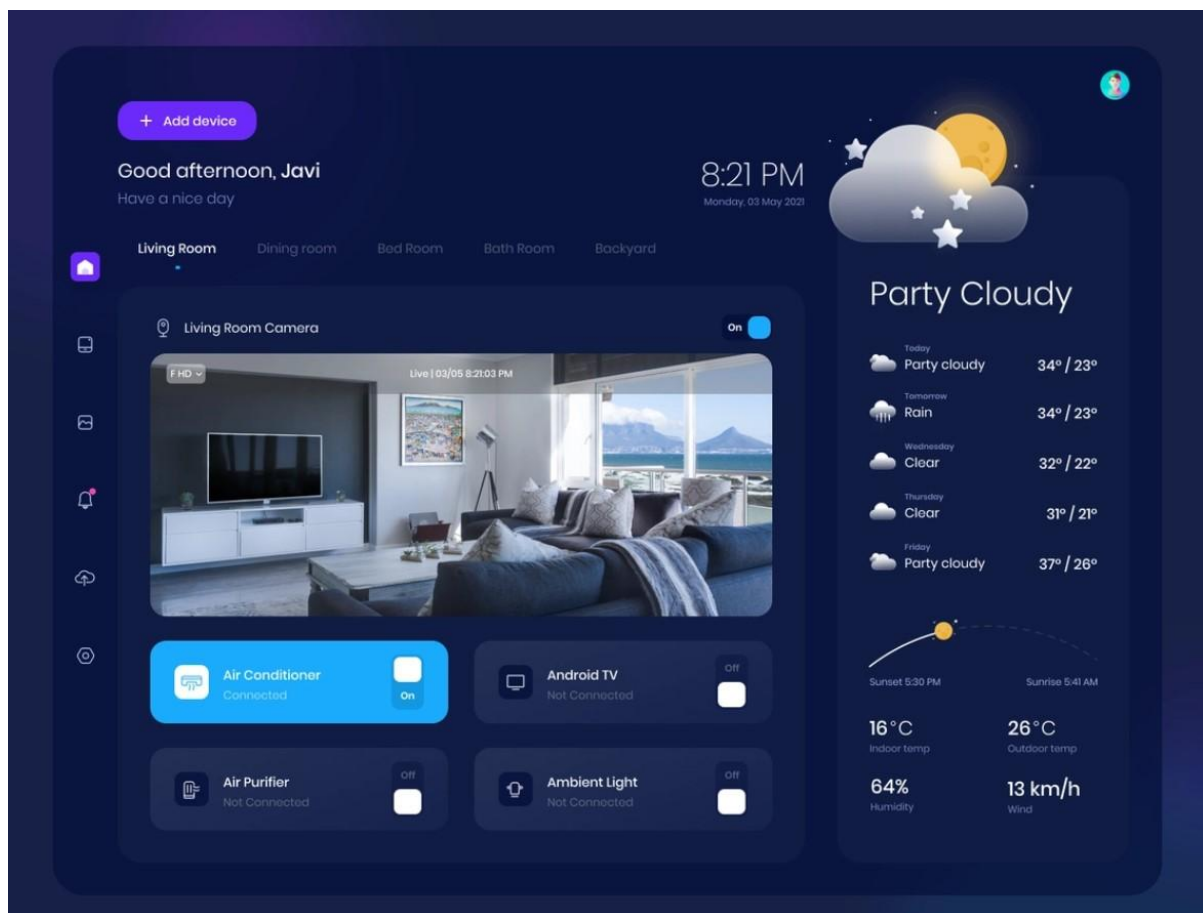 + Add device
Good afternoon, Javi
Have a nice day
8:21 PM
Monday, 03 May 2021
Living Room
Dining room
Bed Room
Bath Room
Backyard
Living Room Camera
On
F HD
Live | 03/05 8:21:03 PM
Air Conditioner
Connected
On
Android TV
Not Connected
Off
Air Purifier
Not Connected
Off
Ambient Light
Not Connected
Off
Party Cloudy
Today
Party cloudy
34° / 23°
Tomorrow
Rain
34° / 23°
Wednesday
Clear
32° / 22°
Thursday
Clear
31° / 21°
Friday
Party cloudy
37° / 26°
Sunset 5:30 PM
Sunrise 5:41 AM
16°C
Indoor temp
26°C
Outdoor temp
64%
Humidity
13 km/h
Wind